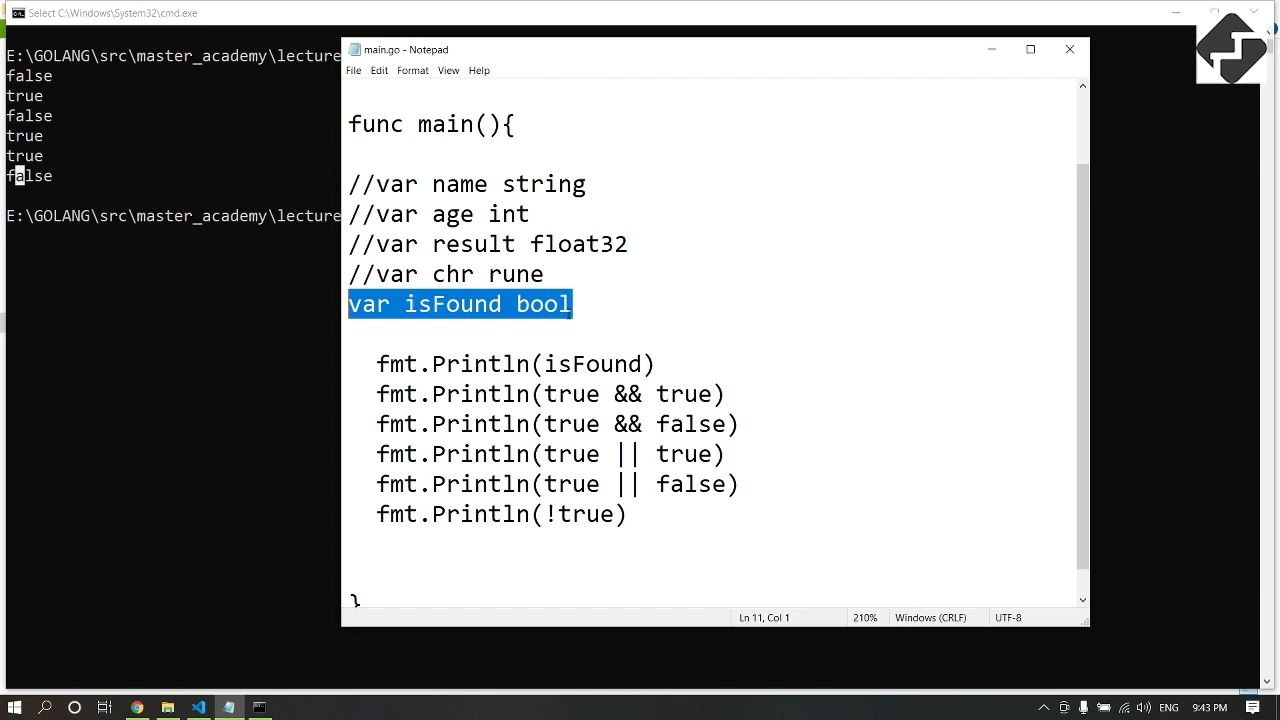 Select C:\Windows\System32\cmd.exe
E:\GOLANG\src\master_academy\lecture
false
true
false
true
true
false
E:\GOLANG\src\master_academy\lecture
main.go - Notepad
File Edit Format View Help
func main(){
//var name string
//var age int
//var result float32
//var chr rune
var isFound bool
fmt.Println(isFound)
fmt.Println(true && true)
fmt.Println(true && false)
fmt.Println(true || true)
fmt.Println(true || false)
fmt.Println(!true)
}
Ln 11, Col 1 210% Windows (CRLF) UTF-8
ENG 9:43 PM